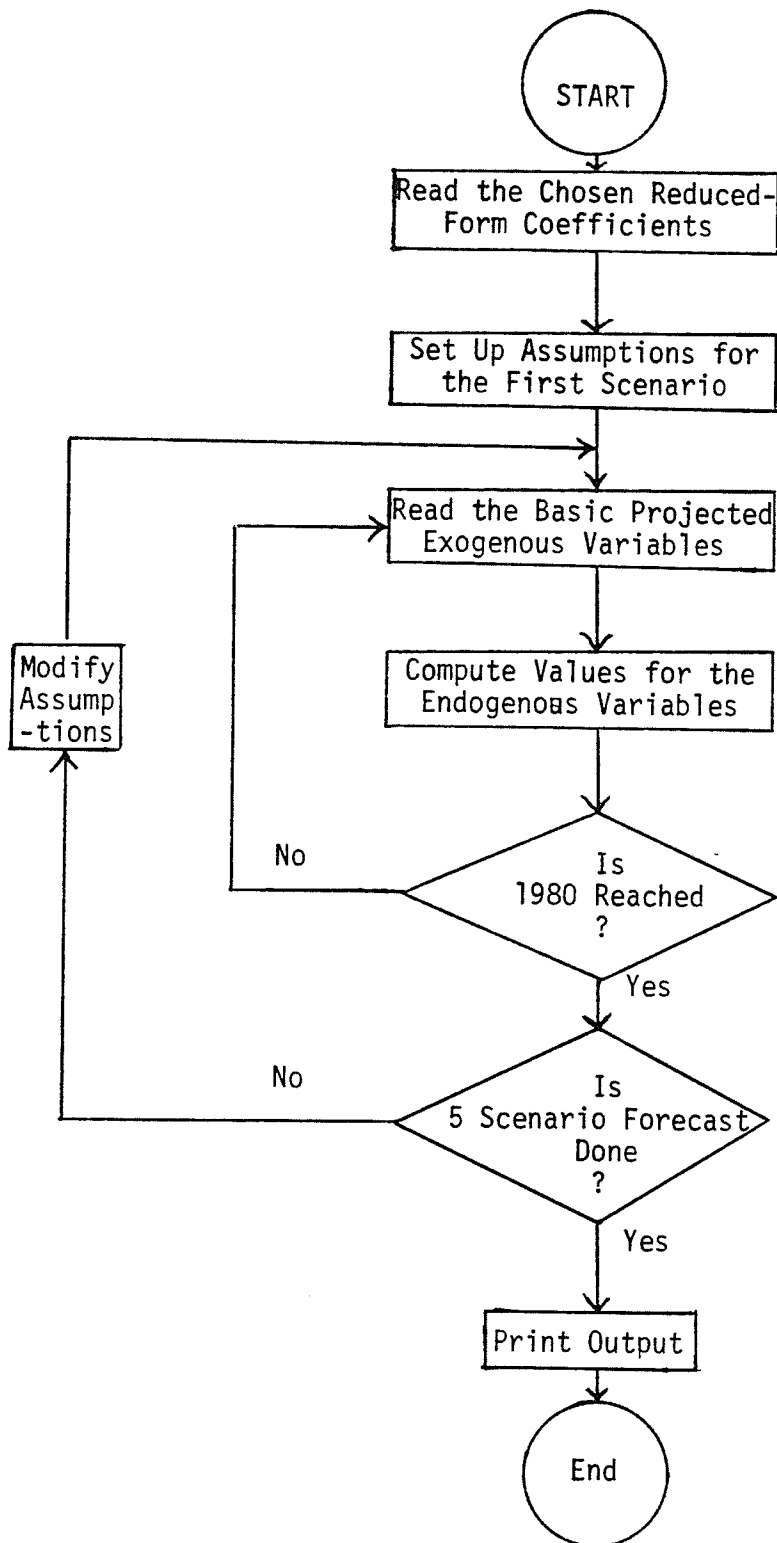 START
Read the Chosen Reduced-
Form Coefficients
Set Up Assumptions for
the First Scenario
Read the Basic Projected
Exogenous Variables
Modify
Assump
-tions
Compute Values for the
Endogenous Variables
No
Is
1980 Reached
?
Yes
No
Is
5 Scenario Forecast
Done
?
Yes
Print Output
End